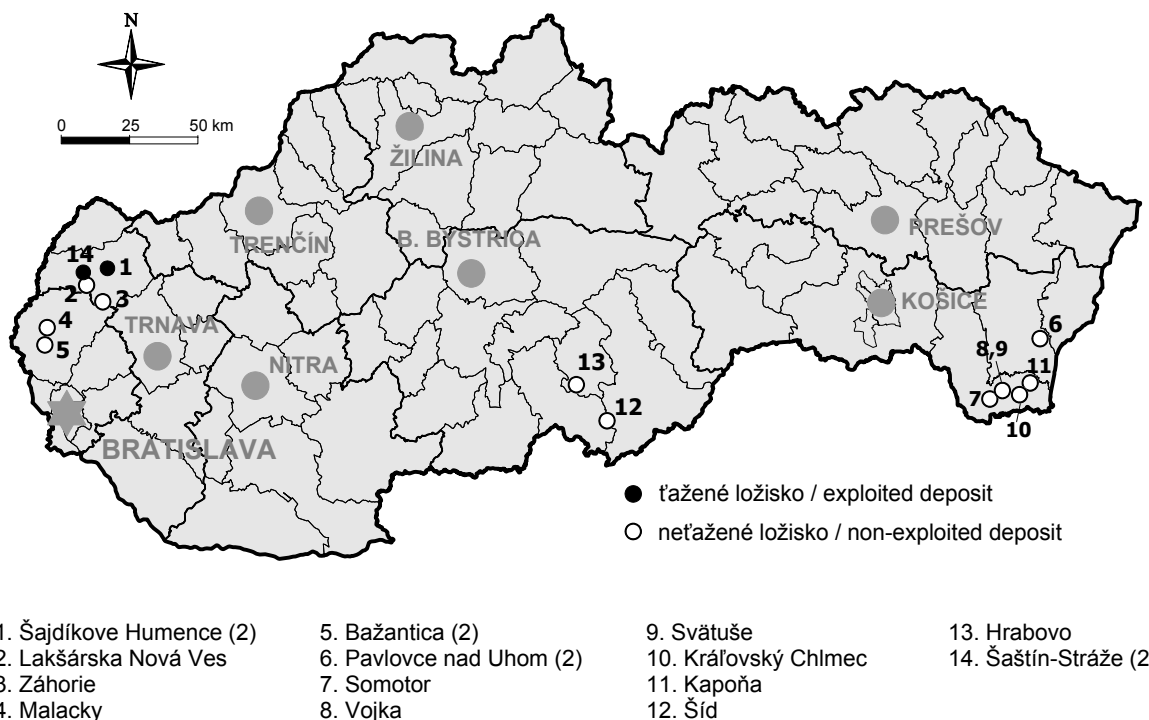 N
0 25 50 km
ŽILINA
TRENČÍN
B. BYSTRICA
PREŠOV
14
1
2
3
KOŠICE
4
TRNAVA
6
5
8,9
NITRA
13
11
7
12
10
BRATISLAVA
ťažené ložisko / exploited deposit
neťažené ložisko / non-exploited deposit
1. Šajdíkove Humence (2)
2. Lakšárska Nová Ves
3. Záhorie
4. Malacky
5. Bažantica (2)
6. Pavlovce nad Uhom (2)
7. Somotor
8. Vojka
9. Svätuše
10. Kráľovský Chlmec
11. Kapoňa
12. Šíd
13. Hrabovo
14. Šaštín-Stráže (2